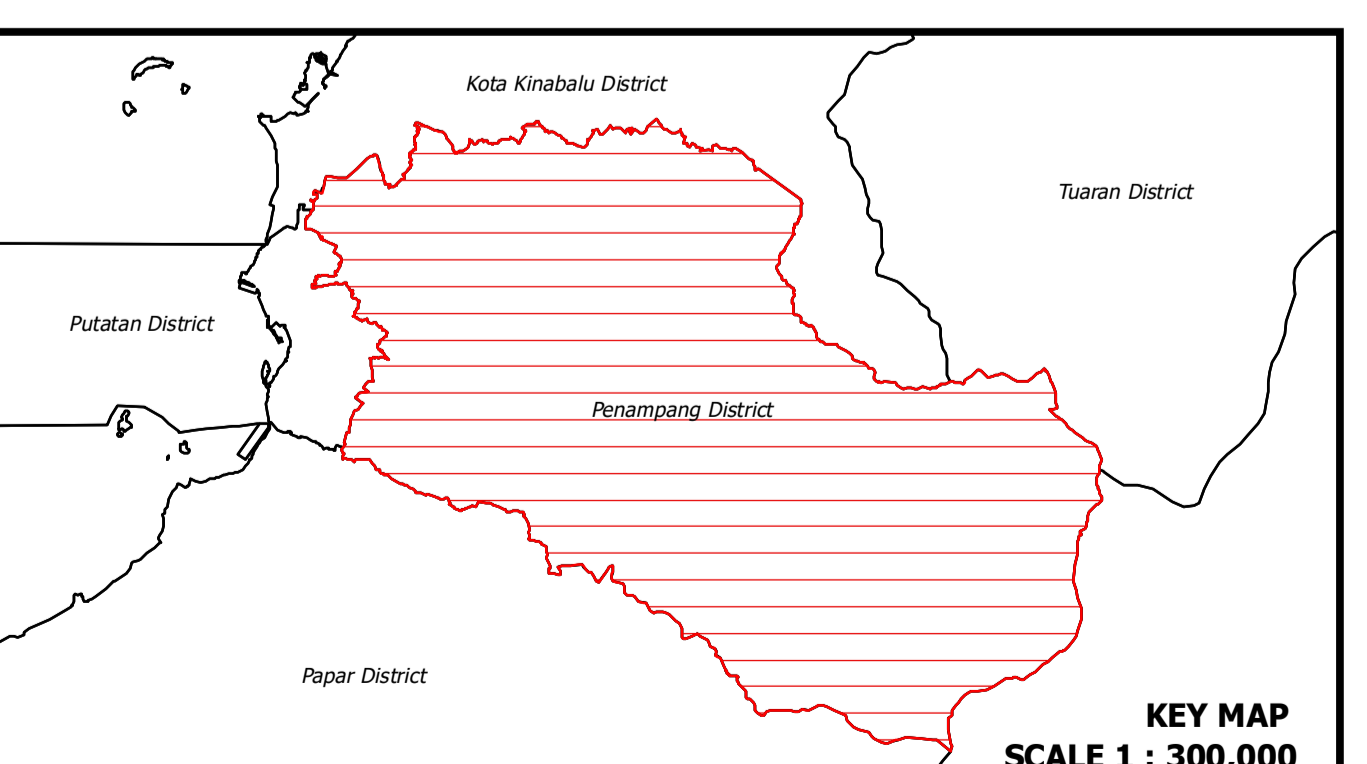 Kota Kinabalu District
Tuaran District
Putatan District
Penampang District
Papar District
KEY MAP
SCALE 1 : 300,000